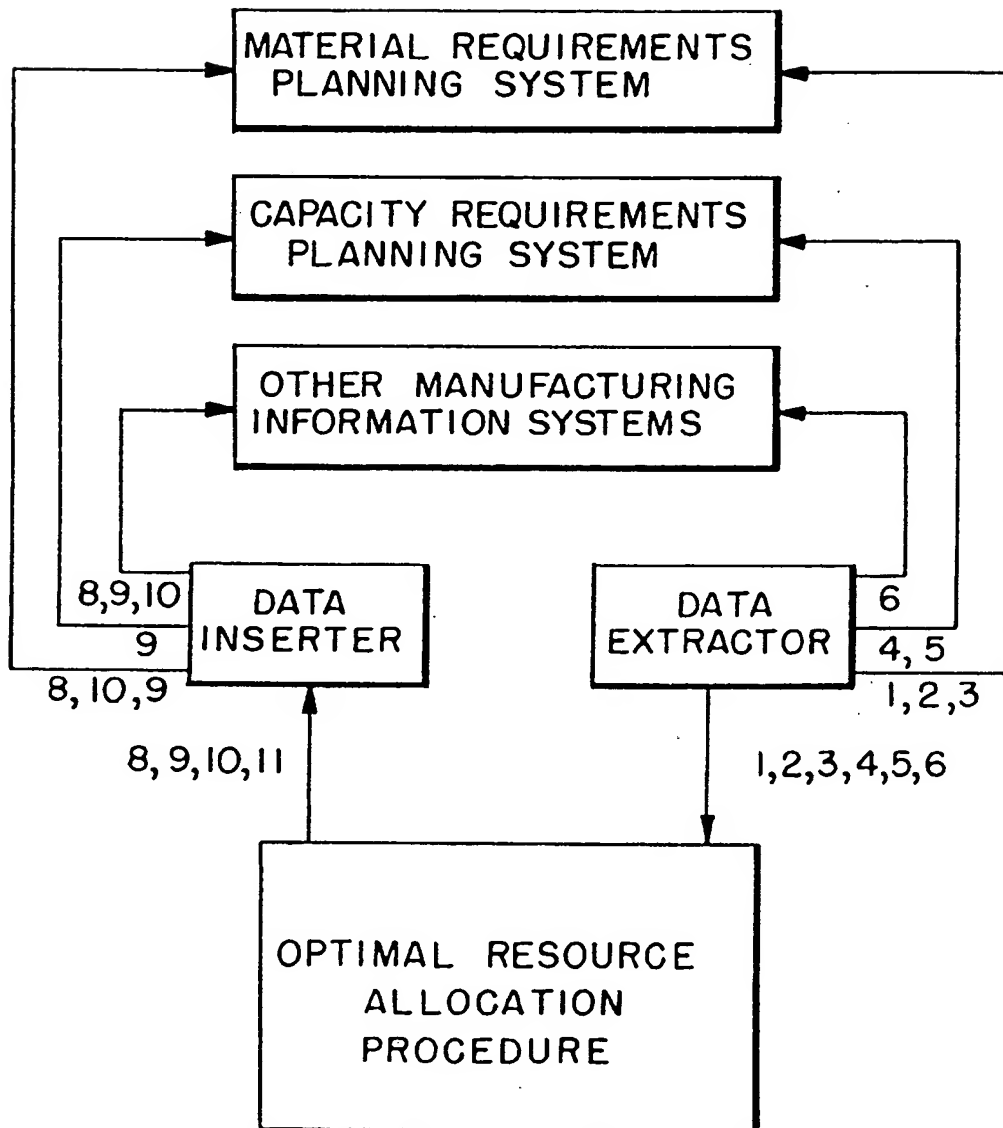 MATERIAL REQUIREMENTS
PLANNING SYSTEM
CAPACITY REQUIREMENTS
PLANNING SYSTEM
OTHER MANUFACTURING
INFORMATION SYSTEMS
8,9,10
9
8,10,9
DATA
INSERTER
DATA
EXTRACTOR
6
4, 5
1,2,3
8,9,10,11
1,2,3,4,5,6
OPTIMAL RESOURCE
ALLOCATION
PROCEDURE